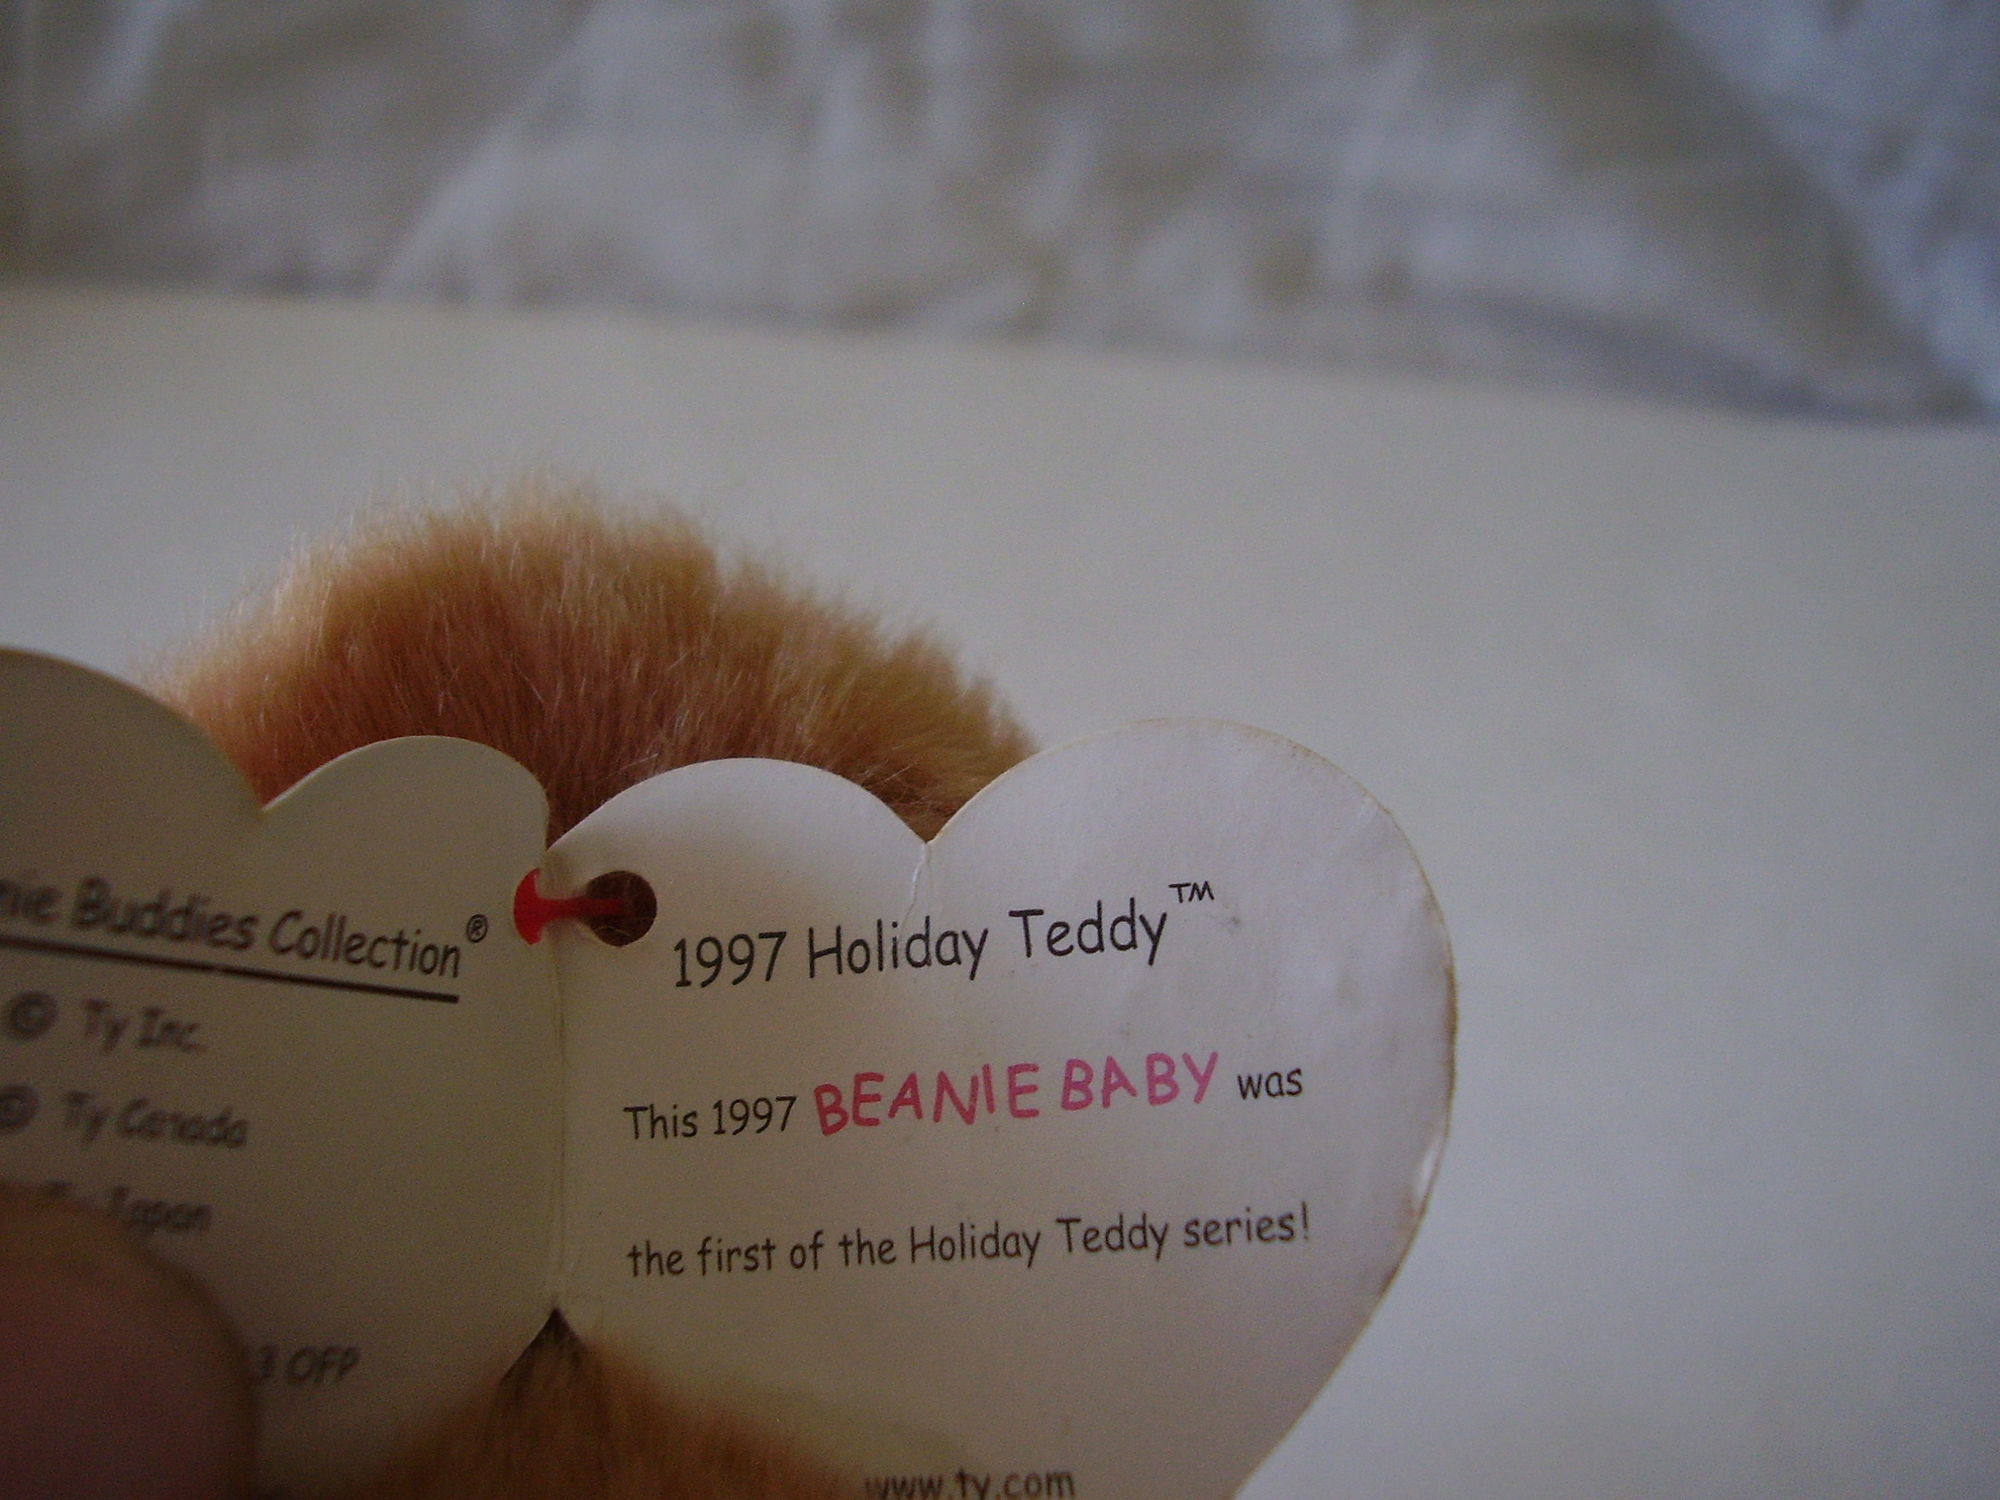 Buddies Collection®
© Ty Inc.
© Ty Canada
Japan
3 OFP
1997 Holiday Teddy™
This 1997 BEANIE BABY was
the first of the Holiday Teddy series!
www.ty.com